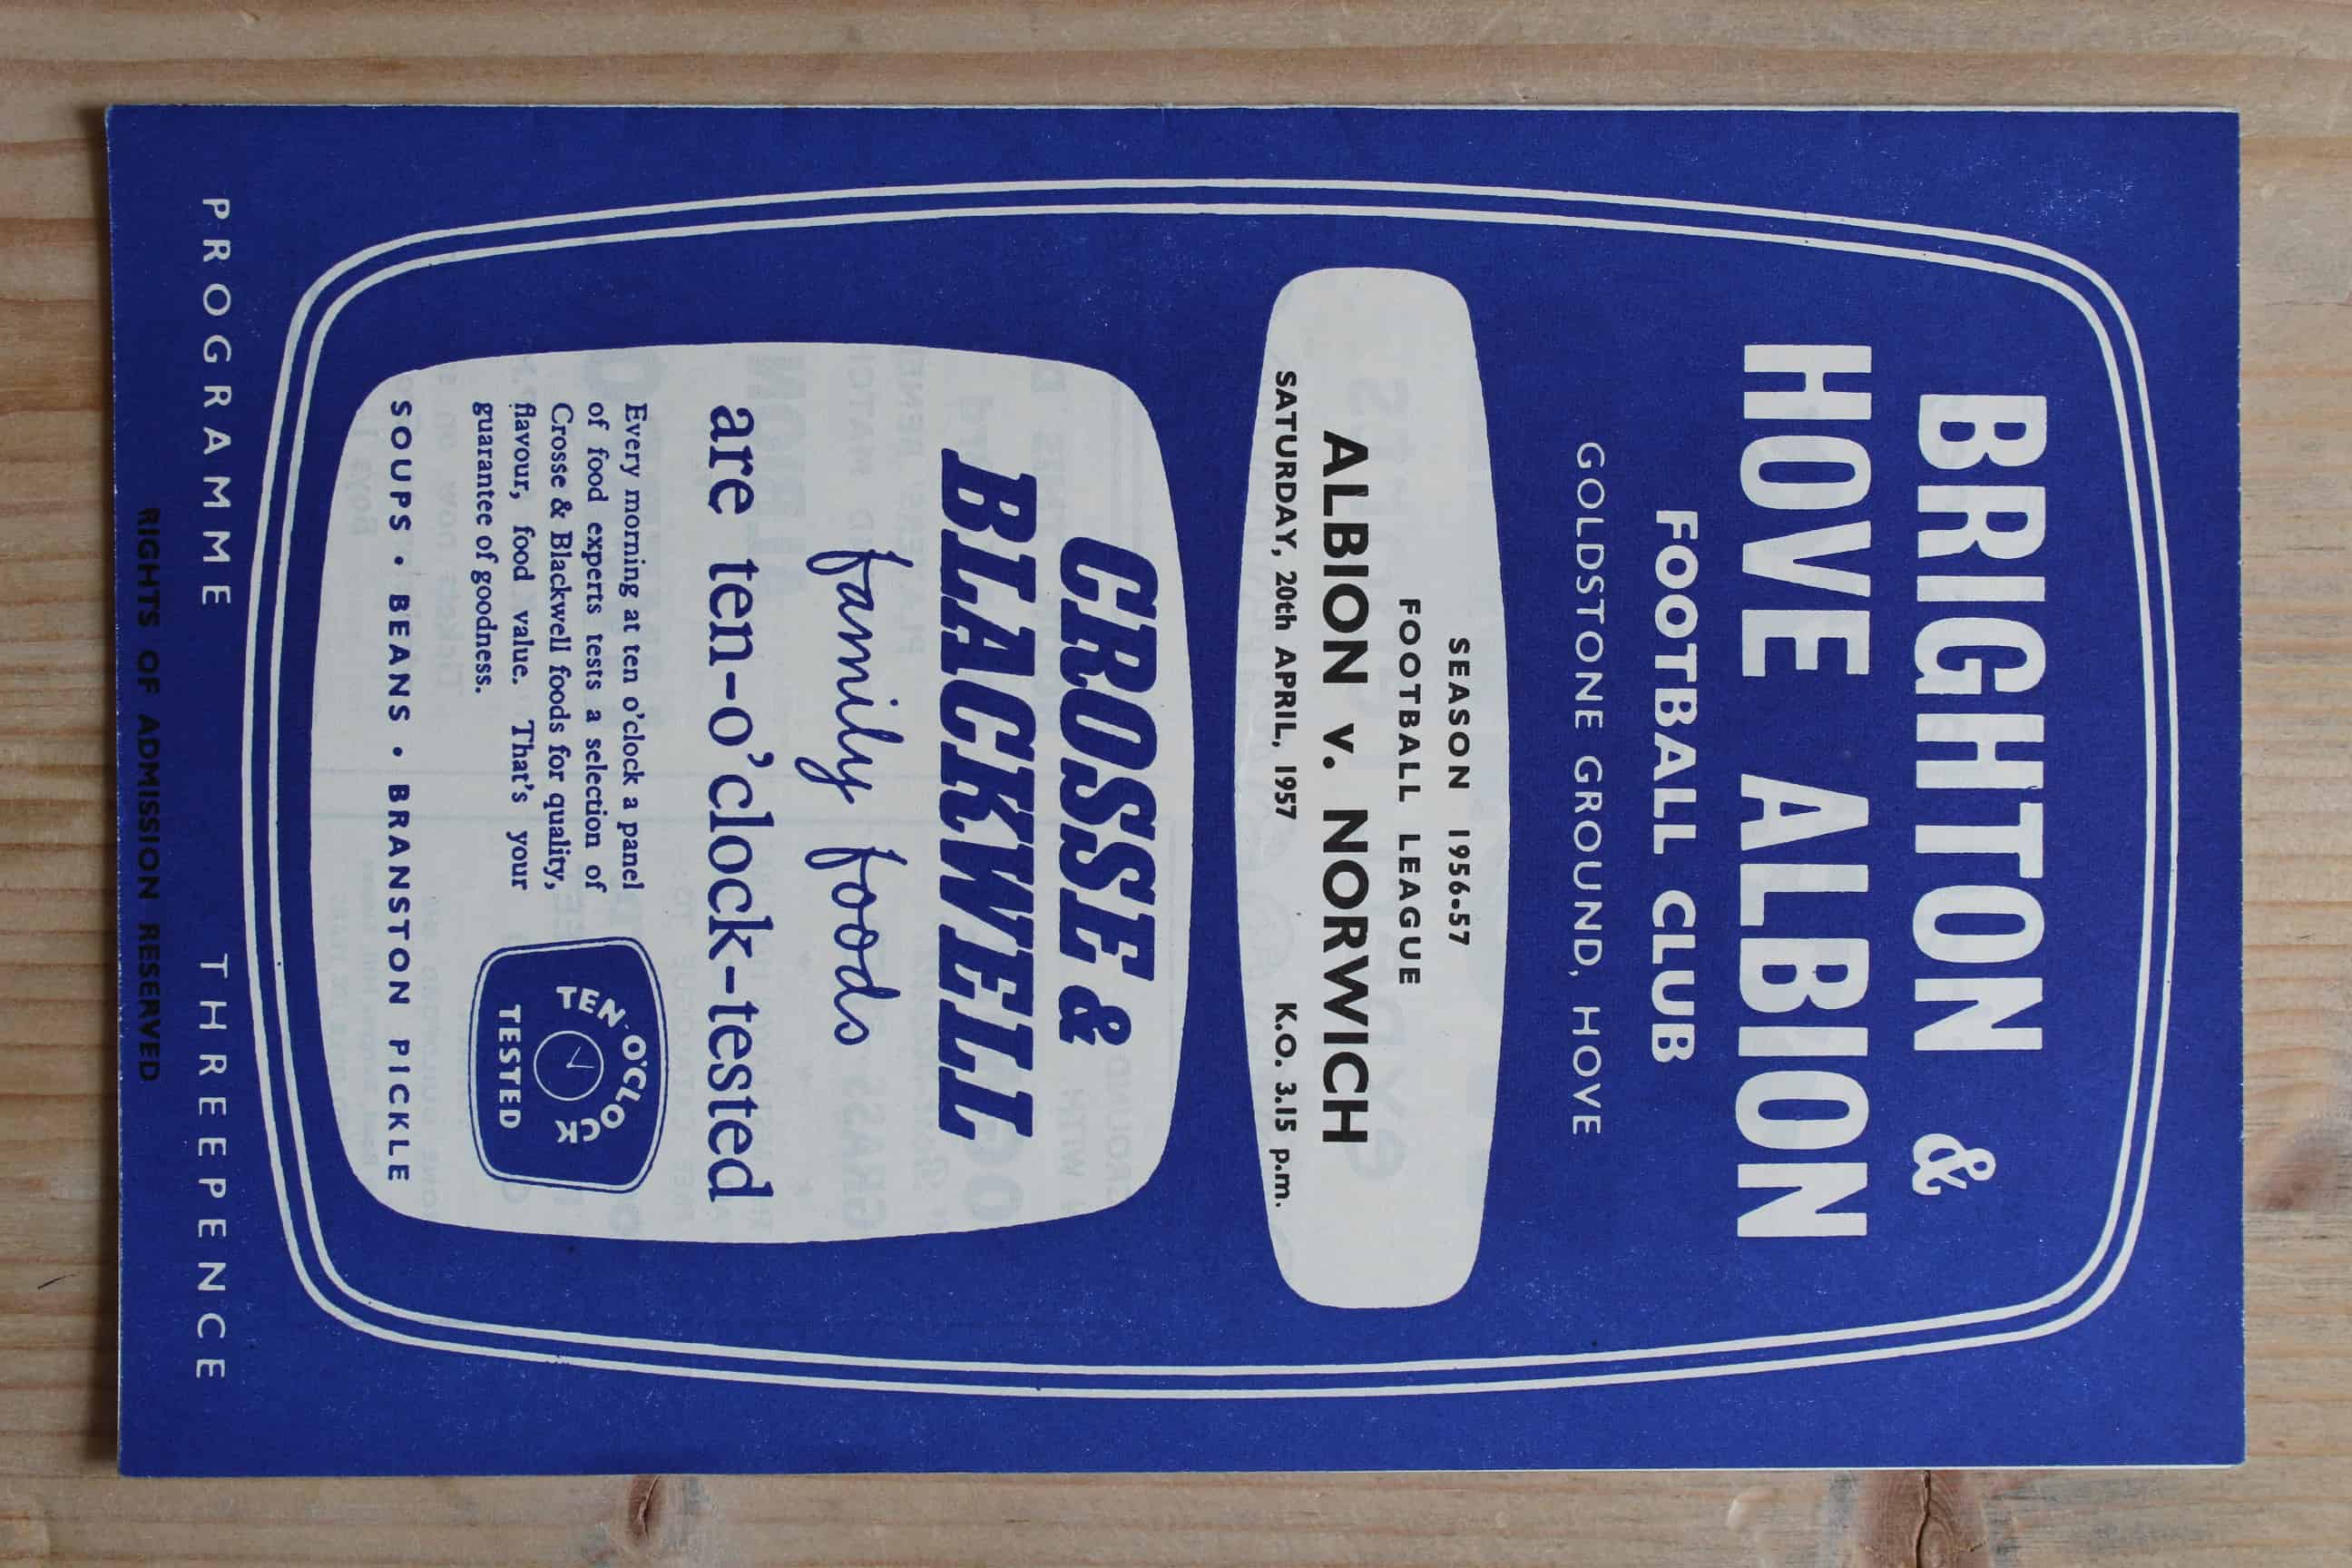 BRIGHTON &
HOVE ALBION
FOOTBALL CLUB
GOLDSTONE GROUND, HOVE
SEASON 1956-57
FOOTBALL LEAGUE
ALBION v. NORWICH
SATURDAY, 20th APRIL, 1957 K.O. 3.15 p.m.
CROSSE &
BLACKWELL
family foods
are ten-o'clock-tested
Every morning at ten o'clock a panel
of food experts tests a selection of
Crosse & Blackwell foods for quality,
flavour, food value. That's your
guarantee of goodness.
TEN-O'CLOCK
TESTED
SOUPS • BEANS • BRANSTON PICKLE
PROGRAMME THREEPENCE
RIGHTS OF ADMISSION RESERVED